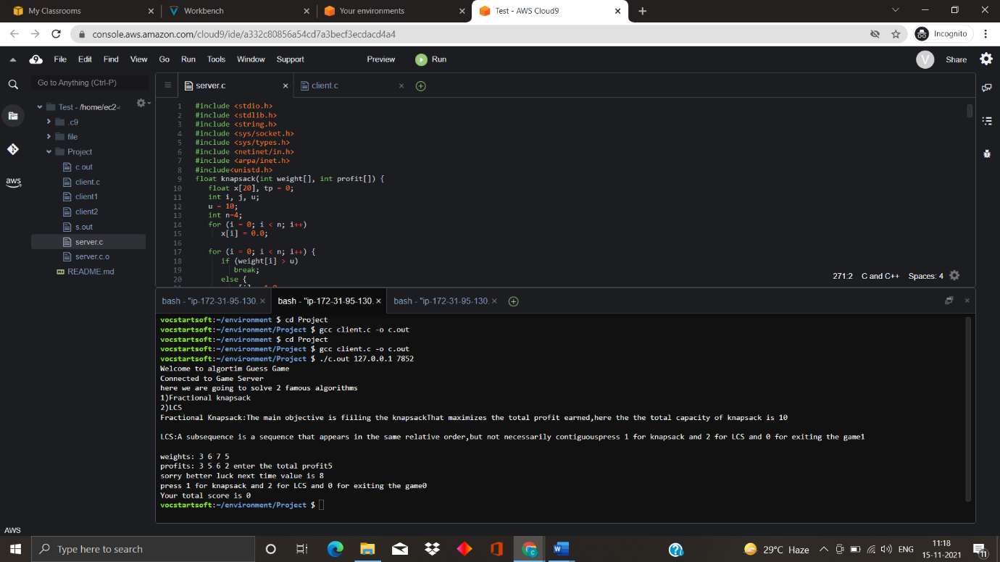 My Classrooms
Workbench
Your environments
Test - AWS Cloud9
console.aws.amazon.com/cloud9/ide/a332c80856a54cd7a3becf3ecdacd4a4
Incognito
File Edit Find View Go Run Tools Window Support Preview Run
V Share
Go to Anything (Ctrl-P)
Test - /home/ec2-
.c9
file
Project
c.out
client.c
client1
client2
s.out
server.c
server.c.o
README.md
aws
server.c
client.c
1 #include <stdio.h>
2 #include <stdlib.h>
3 #include <string.h>
4 #include <sys/socket.h>
5 #include <sys/types.h>
6 #include <netinet/in.h>
7 #include <arpa/inet.h>
8 #include<unistd.h>
9 float knapsack(int weight[], int profit[]) {
10 float x[20], tp = 0;
11 int i, j, u;
12 u = 10;
13 int n=4;
14 for (i = 0; i < n; i++)
15 x[i] = 0.0;
16
17 for (i = 0; i < n; i++) {
18 if (weight[i] > u)
19 break;
20 else {
271:2 C and C++ Spaces: 4
bash - "ip-172-31-95-130.
bash - "ip-172-31-95-130.
bash - "ip-172-31-95-130.
vocstartsoft:~/environment $ cd Project
vocstartsoft:~/environment/Project $ gcc client.c -o c.out
vocstartsoft:~/environment $ cd Project
vocstartsoft:~/environment/Project $ gcc client.c -o c.out
vocstartsoft:~/environment/Project $ ./c.out 127.0.0.1 7852
Welcome to algortim Guess Game
Connected to Game Server
here we are going to solve 2 famous algorithms
1)Fractional knapsack
2)LCS
Fractional Knapsack:The main objective is fiiling the knapsackThat maximizes the total profit earned,here the the total capacity of knapsack is 10
LCS:A subsequence is a sequence that appears in the same relative order,but not necessarily contiguouspress 1 for knapsack and 2 for LCS and 0 for exiting the game1
weights: 3 6 7 5
profits: 3 5 6 2 enter the total profit5
sorry better luck next time value is 8
press 1 for knapsack and 2 for LCS and 0 for exiting the game0
Your total score is 0
vocstartsoft:~/environment/Project $
AWS
Type here to search
29°C Haze
ENG
11:18
15-11-2021
11